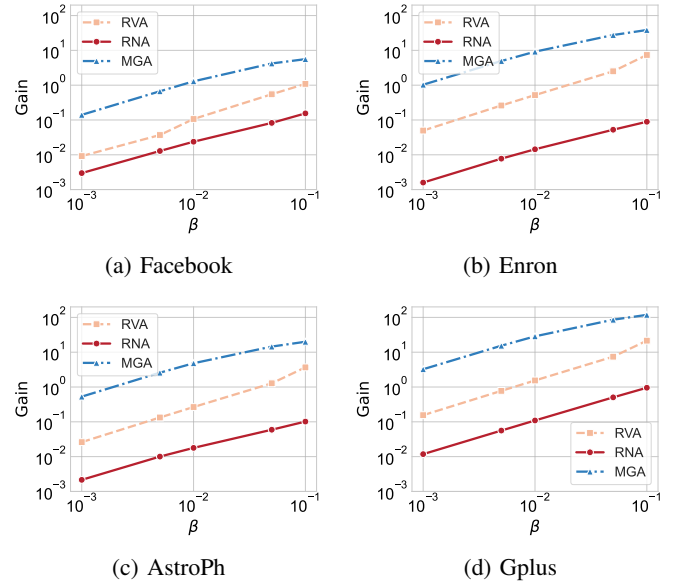 10^2
10^1
10^0
10^-1
10^-2
10^-3
Gain
RVA
RNA
MGA
10^-3
10^-2
10^-1
β
(a) Facebook
10^2
10^1
10^0
10^-1
10^-2
10^-3
Gain
RVA
RNA
MGA
10^-3
10^-2
10^-1
β
(b) Enron
10^2
10^1
10^0
10^-1
10^-2
10^-3
Gain
RVA
RNA
MGA
10^-3
10^-2
10^-1
β
(c) AstroPh
10^2
10^1
10^0
10^-1
10^-2
10^-3
Gain
RVA
RNA
MGA
10^-3
10^-2
10^-1
β
(d) Gplus